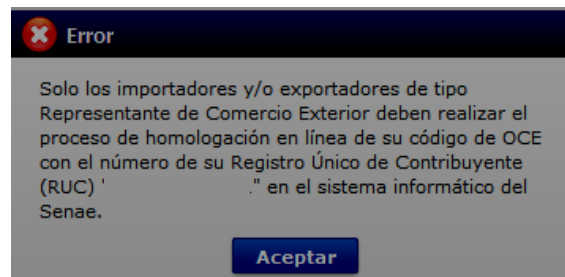 Error
Solo los importadores y/o exportadores de tipo
Representante de Comercio Exterior deben realizar el
proceso de homologación en línea de su código de OCE
con el número de su Registro Único de Contribuyente
(RUC) ' ." en el sistema informático del
Senae.
Aceptar